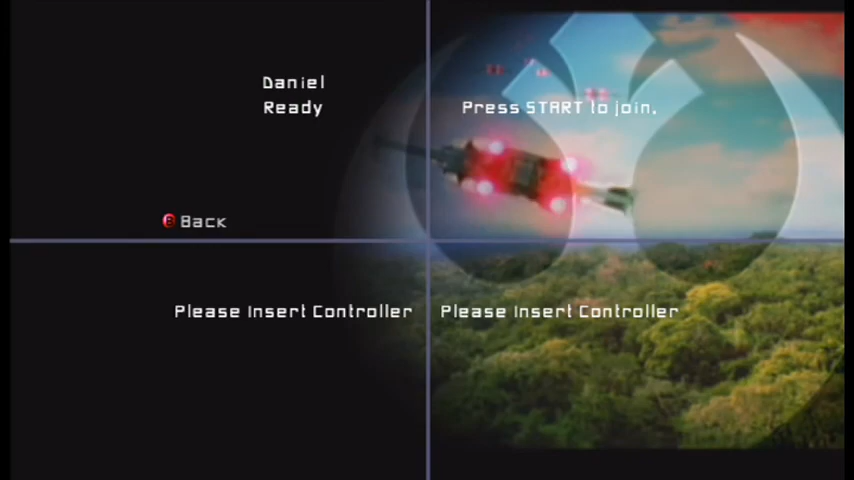 Daniel
Ready
Press START to join.
B Back
Please Insert Controller
Please Insert Controller